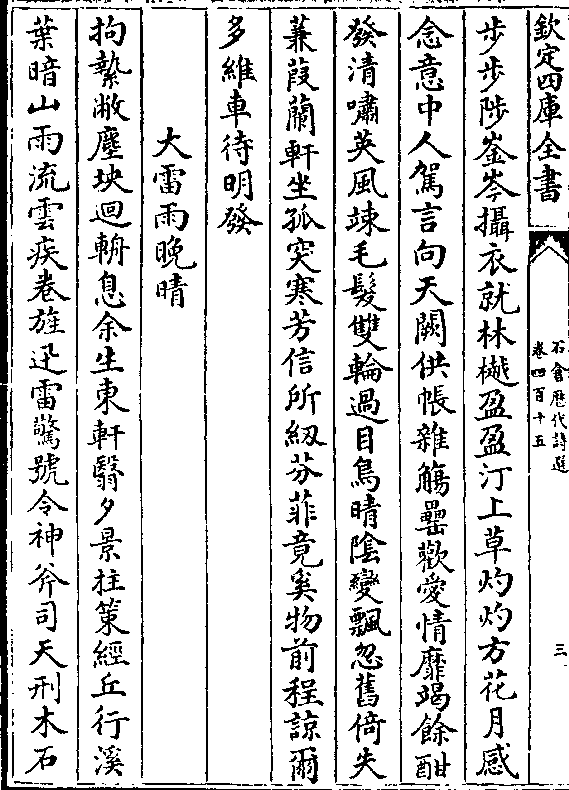 欽定四庫全書
石倉歷代詩選
卷四百十五
三
步步陟崟岑攝衣就林樾盈盈汀上草灼灼方花月感
念意中人駕言向天闕供帳雜觴罍歡愛情靡竭餘酣
發清嘯英風竦毛髮雙輪過目鳥晴陰變飄忽舊倚失
蒹葭蘭軒坐孤突寒芳信所紉芬菲竟奚物前程諒爾
多維車待明發
大雷雨晚晴
拘縶敝塵坱迴輈息余生東軒翳夕景拄策經丘行溪
葉暗山雨流雲疾卷旌迅雷驚號令神斧司天刑木石